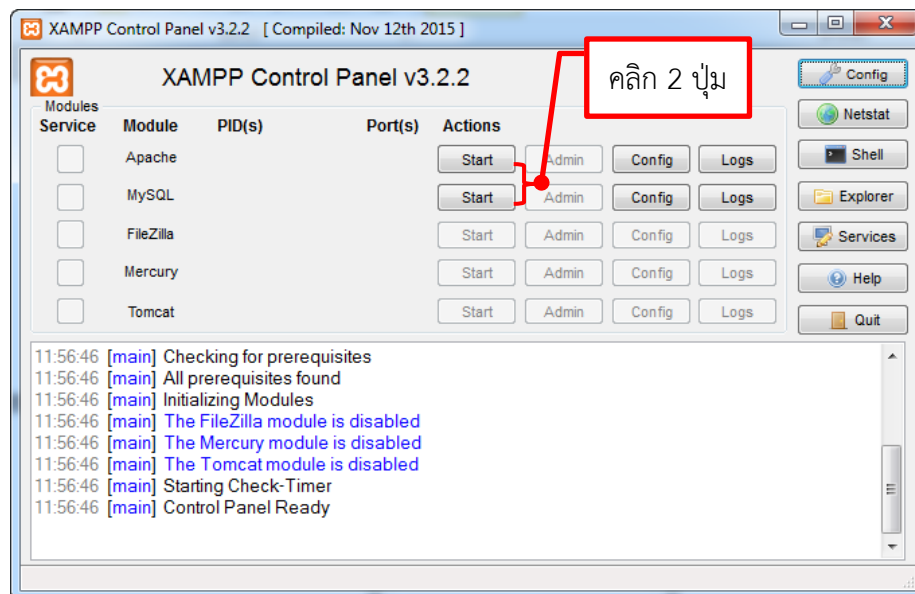 XAMPP Control Panel v3.2.2 [ Compiled: Nov 12th 2015 ]
XAMPP Control Panel v3.2.2
คลิก 2 ปุ่ม
Config
Modules
Service Module PID(s) Port(s) Actions
Netstat
Apache Start Admin Config Logs
Shell
MySQL Start Admin Config Logs
Explorer
FileZilla Start Admin Config Logs
Services
Mercury Start Admin Config Logs
Help
Tomcat Start Admin Config Logs
Quit
11:56:46 [main] Checking for prerequisites
11:56:46 [main] All prerequisites found
11:56:46 [main] Initializing Modules
11:56:46 [main] The FileZilla module is disabled
11:56:46 [main] The Mercury module is disabled
11:56:46 [main] The Tomcat module is disabled
11:56:46 [main] Starting Check-Timer
11:56:46 [main] Control Panel Ready